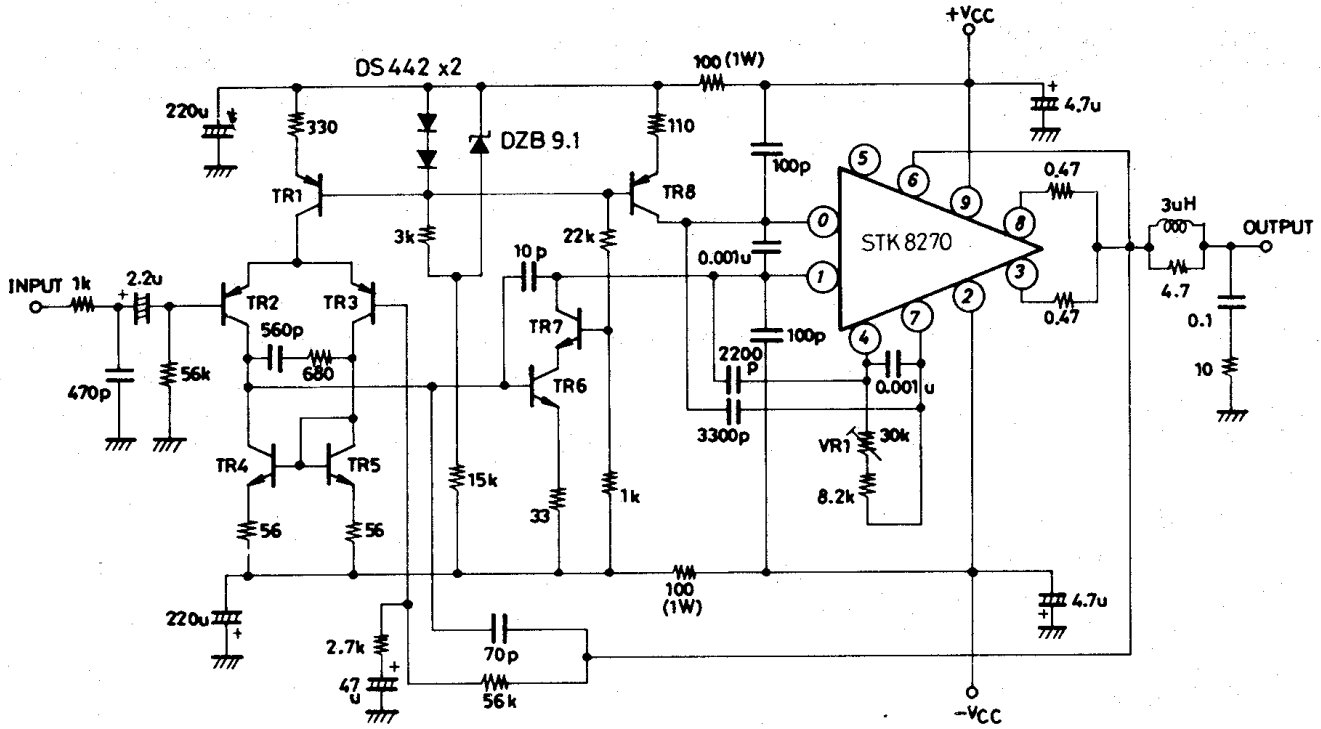 +VCC
100 (1W)
DS442 x2
220u
+
330
DZB 9.1
110
+
4.7u
100p
5
6
0.47
TR1
TR8
9
8
3uH
0
STK 8270
OUTPUT
3k
22k
10p
0.001u
1
3
4.7
INPUT
1k
+
2.2u
TR2
TR3
2
0.47
0.1
TR7
100p
7
4
560p
680
2200
p
0.001u
10
470p
56k
TR6
3300p
VR1
30k
TR4
TR5
15k
8.2k
33
1k
56
56
100
(1W)
220u
+
4.7u
+
2.7k
70p
+
47
u
56k
-VCC